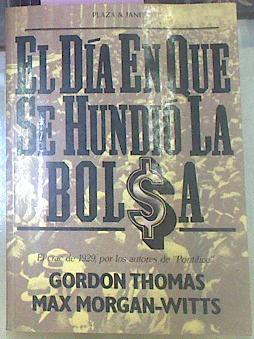 PLAZA & JANES
EL DÍA EN QUE
SE HUNDIÓ LA
BOL$A
El crac de 1929, por los autores de "Pontífice"
GORDON THOMAS
MAX MORGAN-WITTS